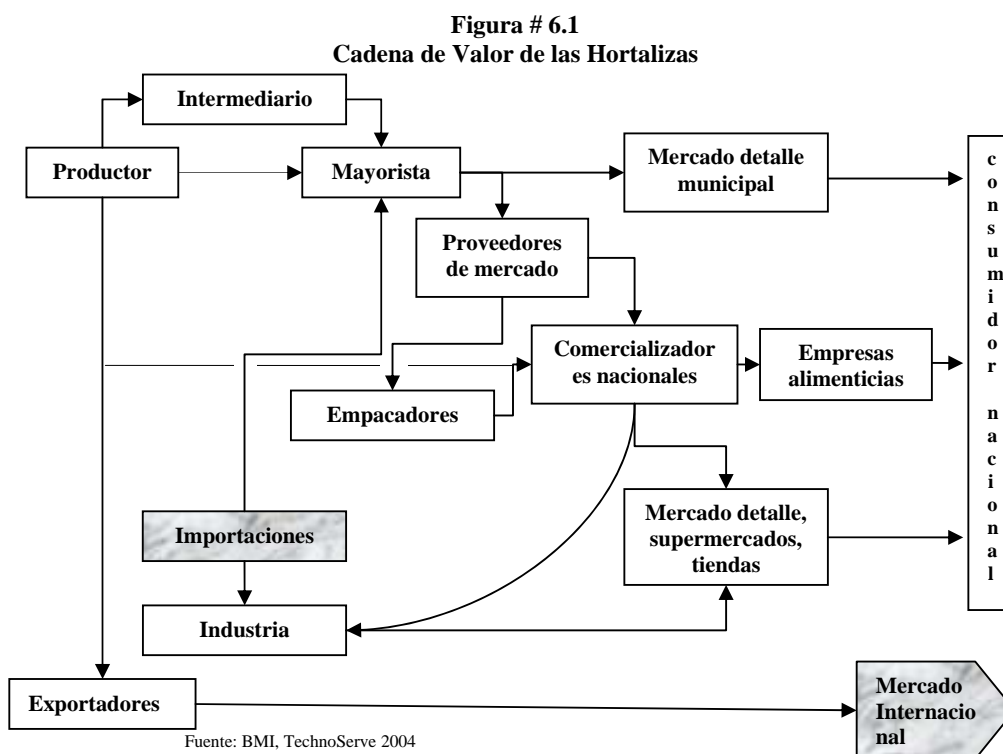 Figura # 6.1
Cadena de Valor de las Hortalizas
Intermediario
Productor
Mayorista
Mercado detalle
municipal
Proveedores
de mercado
Comercializador
es nacionales
Empresas
alimenticias
Empacadores
Importaciones
Mercado detalle,
supermercados,
tiendas
Industria
Exportadores
Mercado
Internacio
nal
consumidor nacional
Fuente: BMI, TechnoServe 2004